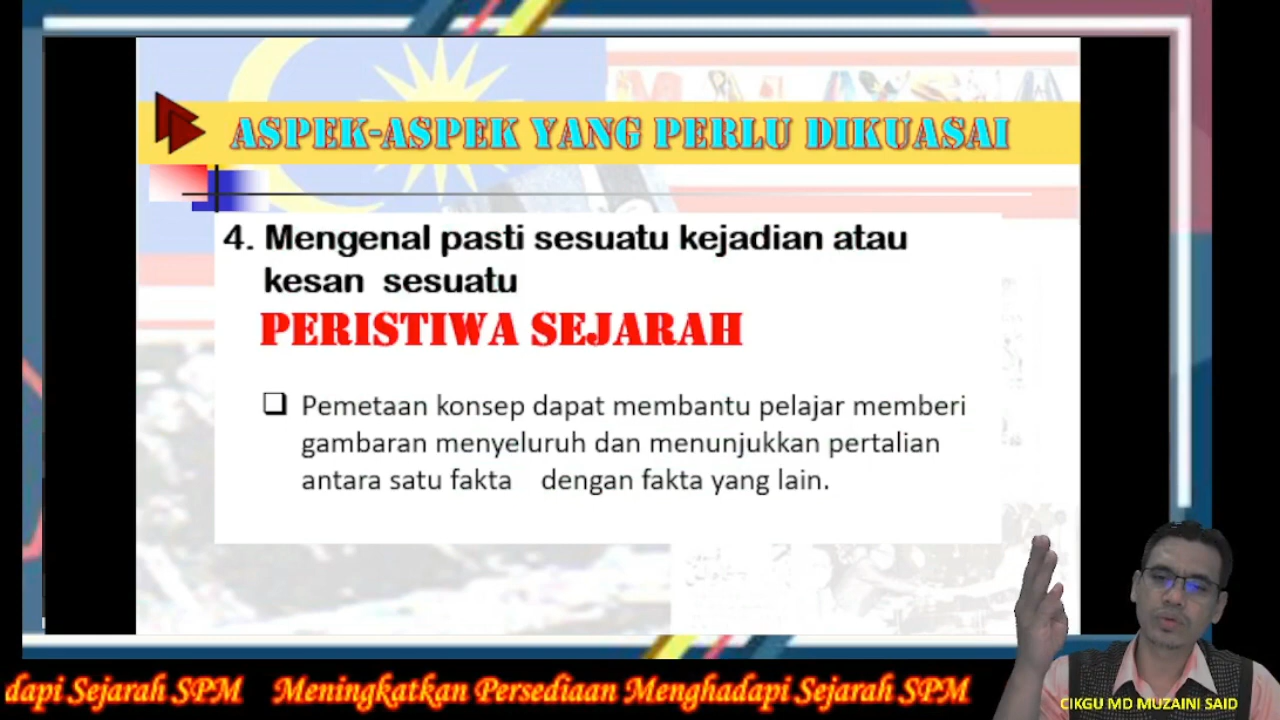 ASPEK-ASPEK YANG PERLU DIKUASAI
4. Mengenal pasti sesuatu kejadian atau
kesan sesuatu
PERISTIWA SEJARAH
Pemetaan konsep dapat membantu pelajar memberi
gambaran menyeluruh dan menunjukkan pertalian
antara satu fakta dengan fakta yang lain.
CIKGU MD MUZAINI SAID
dapi Sejarah SPM Meningkatkan Persediaan Menghadapi Sejarah SPM